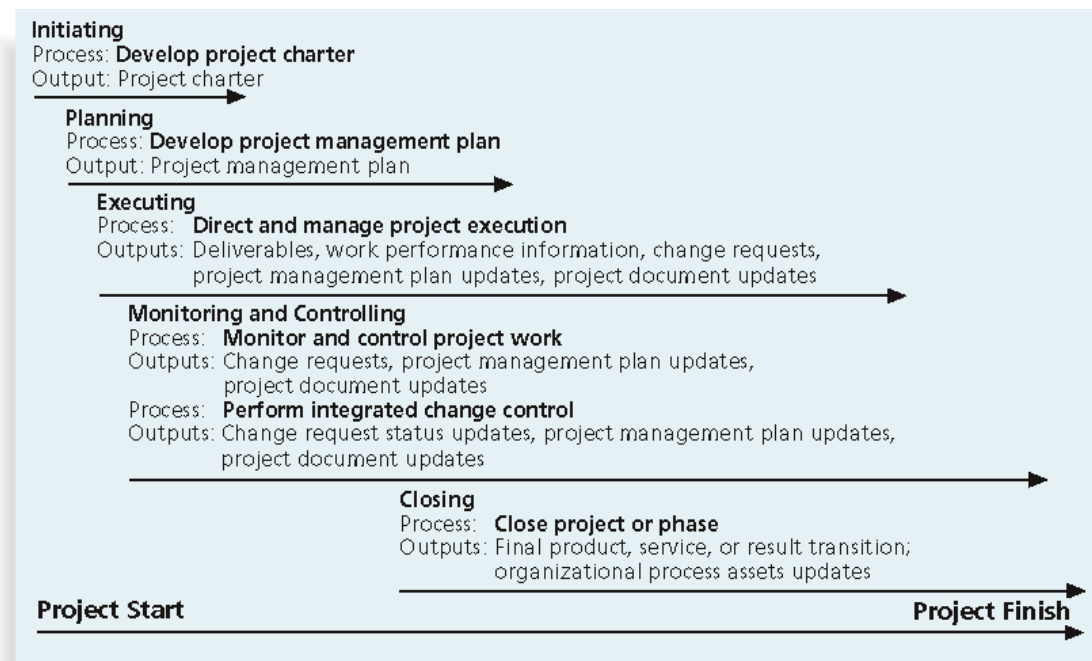 Initiating
Process: Develop project charter
Output: Project charter
Planning
Process: Develop project management plan
Output: Project management plan
Executing
Process: Direct and manage project execution
Outputs: Deliverables, work performance information, change requests,
project management plan updates, project document updates
Monitoring and Controlling
Process: Monitor and control project work
Outputs: Change requests, project management plan updates,
project document updates
Process: Perform integrated change control
Outputs: Change request status updates, project management plan updates,
project document updates
Closing
Process: Close project or phase
Outputs: Final product, service, or result transition;
organizational process assets updates
Project Start Project Finish